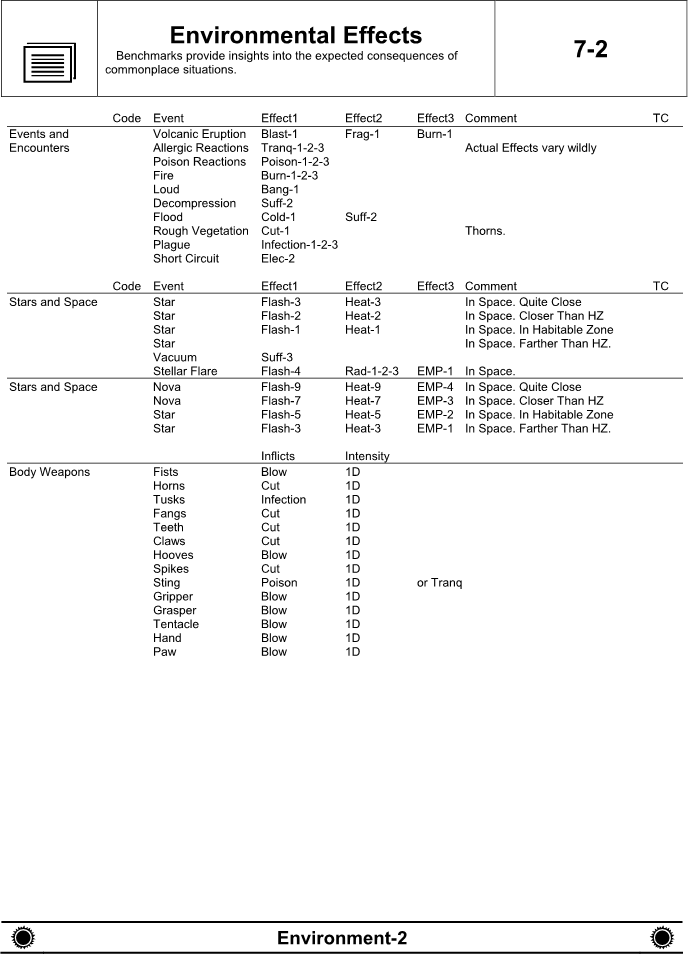 Environmental Effects
Benchmarks provide insights into the expected consequences of
commonplace situations.
7-2
Code Event Effect1 Effect2 Effect3 Comment TC
Events and Volcanic Eruption Blast-1 Frag-1 Burn-1
Encounters Allergic Reactions Tranq-1-2-3 Actual Effects vary wildly
Poison Reactions Poison-1-2-3
Fire Burn-1-2-3
Loud Bang-1
Decompression Suff-2
Flood Cold-1 Suff-2
Rough Vegetation Cut-1 Thorns.
Plague Infection-1-2-3
Short Circuit Elec-2
Code Event Effect1 Effect2 Effect3 Comment TC
Stars and Space Star Flash-3 Heat-3 In Space. Quite Close
Star Flash-2 Heat-2 In Space. Closer Than HZ
Star Flash-1 Heat-1 In Space. In Habitable Zone
Star In Space. Farther Than HZ.
Vacuum Suff-3
Stellar Flare Flash-4 Rad-1-2-3 EMP-1 In Space.
Stars and Space Nova Flash-9 Heat-9 EMP-4 In Space. Quite Close
Nova Flash-7 Heat-7 EMP-3 In Space. Closer Than HZ
Star Flash-5 Heat-5 EMP-2 In Space. In Habitable Zone
Star Flash-3 Heat-3 EMP-1 In Space. Farther Than HZ.
Inflicts Intensity
Body Weapons Fists Blow 1D
Horns Cut 1D
Tusks Infection 1D
Fangs Cut 1D
Teeth Cut 1D
Claws Cut 1D
Hooves Blow 1D
Spikes Cut 1D
Sting Poison 1D or Tranq
Gripper Blow 1D
Grasper Blow 1D
Tentacle Blow 1D
Hand Blow 1D
Paw Blow 1D
Environment-2